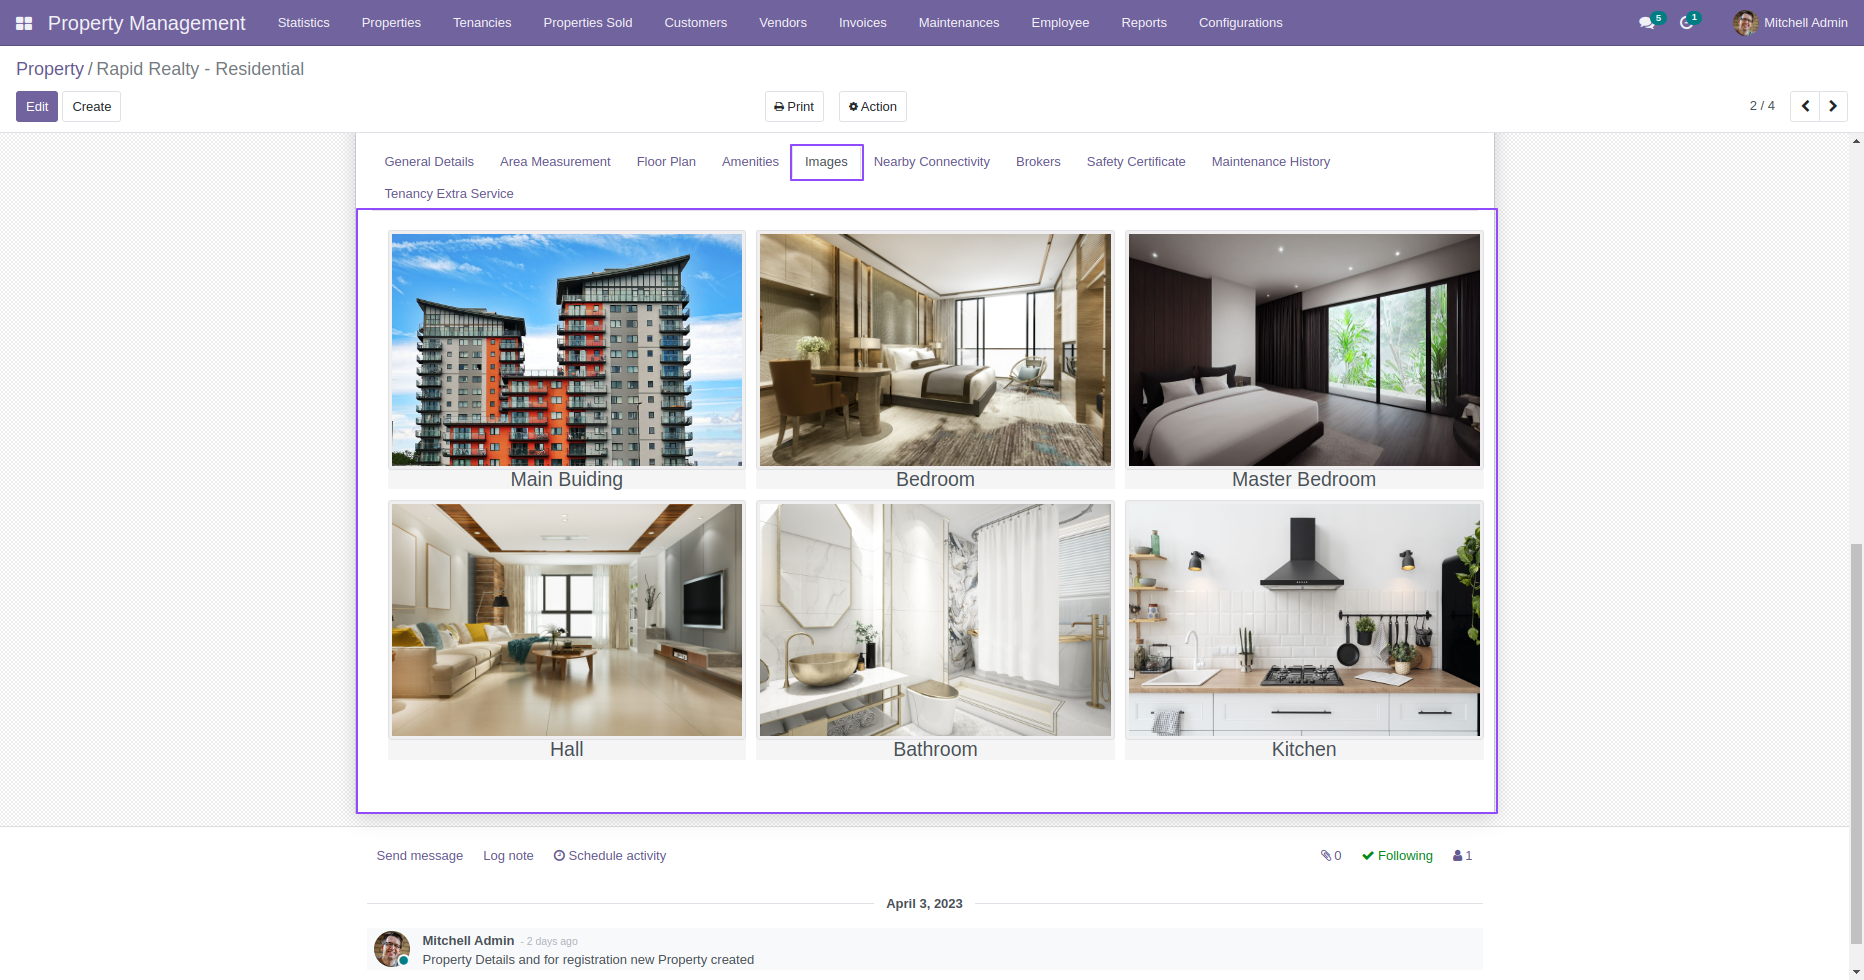 Property Management Statistics Properties Tenancies Properties Sold Customers Vendors Invoices Maintenances Employee Reports Configurations 5 1 Mitchell Admin
Property / Rapid Realty - Residential
Edit Create Print Action 2 / 4
General Details Area Measurement Floor Plan Amenities Images Nearby Connectivity Brokers Safety Certificate Maintenance History
Tenancy Extra Service
Main Buiding Bedroom Master Bedroom
Hall Bathroom Kitchen
Send message Log note Schedule activity 0 Following 1
April 3, 2023
Mitchell Admin - 2 days ago
Property Details and for registration new Property created